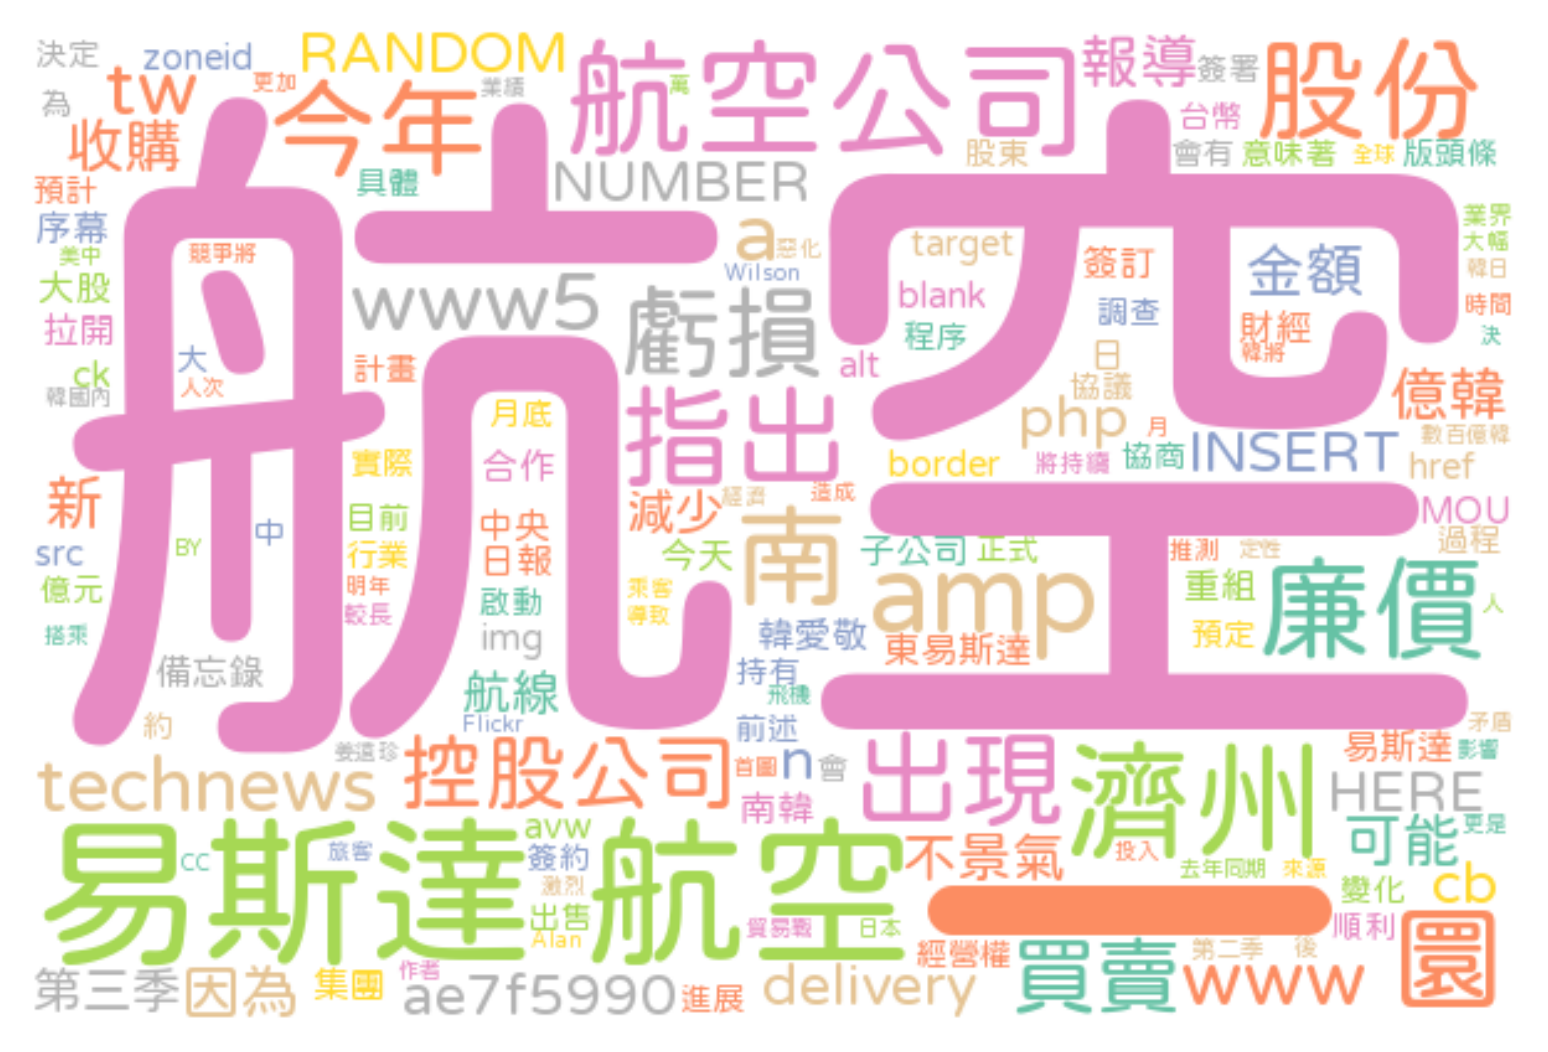 決定
zoneid
RANDOM
航空公司
報導
簽署
股份
為
tw
更加
今年
業績
萬
台幣
收購
股東
會有
意味著
全球
版頭條
預計
具體
NUMBER
序幕
航空
a
惡化
target
簽訂
金額
業界
美中
競爭將
Wilson
大幅
大股
www5
虧損
blank
調查
韓日
時間
拉開
程序
財經
決
大
計畫
alt
日
韓將
ck
人次
指出
協議
億韓
韓國內
月底
php
月
數百億韓
實際
合作
border
將持續
協商
INSERT
href
新
減少
經濟
造成
MOU
中
目前
中央
南
過程
src
BY
行業
日報
今天
子公司
正式
推測
定性
億元
明年
啟動
乘客
amp
重組
廉價
人
較長
導致
搭乘
img
韓愛敬
東易斯達
預定
備忘錄
航線
持有
飛機
約
Flickr
前述
矛盾
姜遠珍
控股公司
首圖
n
會
出現
濟州
易斯達
影響
technews
南韓
HERE
易斯達航空
avw
可能
更是
CC
旅客
簽約
不景氣
投入
去年同期
來源
激烈
一
變化
cb
出售
Alan
貿易戰
日本
順利
圜
第三季
因為
集團
作者
ae7f5990
進展
delivery
經營權
買賣
第二季
後
www